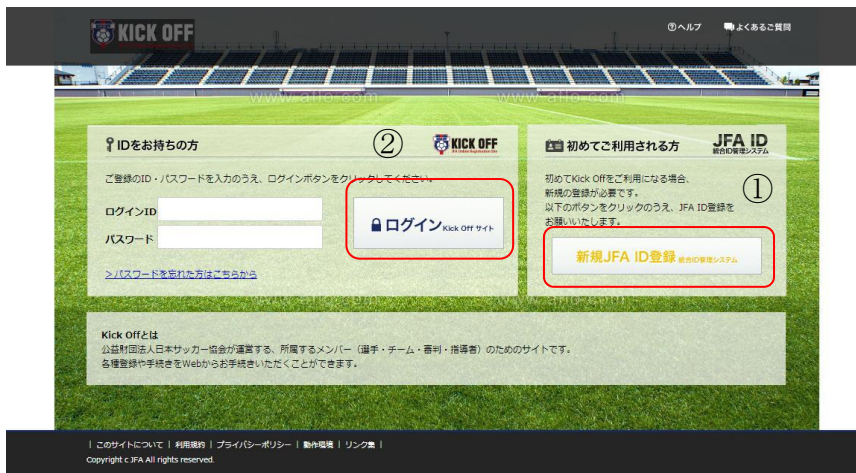 KICK OFF
ヘルプ
よくあるご質問
www.aflo.com
www.aflo.com
IDをお持ちの方
②
KICK OFF
初めてご利用される方
JFA ID
統合ID管理システム
ご登録のID・パスワードを入力のうえ、ログインボタンをクリックしてください。
ログインID
パスワード
ログイン Kick Off サイト
>パスワードを忘れた方はこちらから
初めてKick Offをご利用になる場合、
新規の登録が必要です。
①
以下のボタンをクリックのうえ、JFA ID登録を
お願いいたします。
新規JFA ID登録 統合ID管理システム
www.aflo.com
www.aflo.com
Kick Offとは
公益財団法人日本サッカー協会が運営する、所属するメンバー（選手・チーム・審判・指導者）のためのサイトです。
各種登録や手続きをWebからお手続きいただくことができます。
| このサイトについて | 利用規約 | プライバシーポリシー | 動作環境 | リンク集 |
Copyright c JFA All rights reserved.